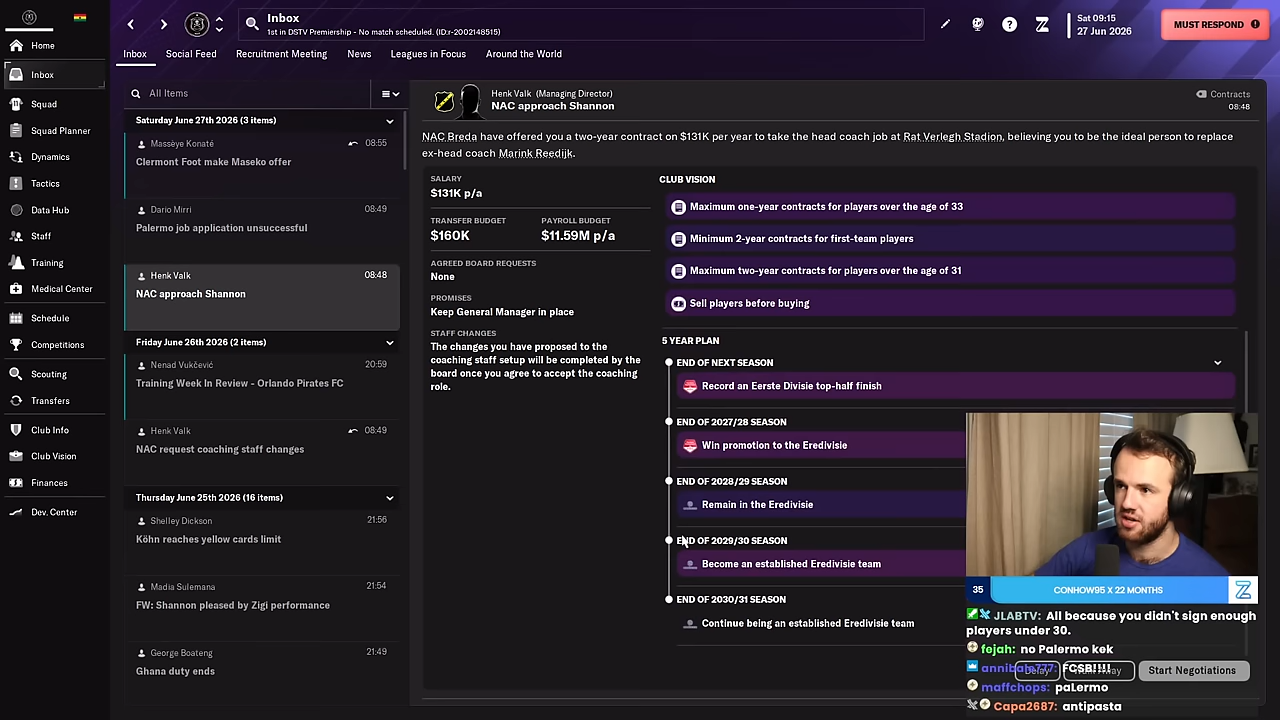 Inbox
1st in DSTV Premiership - No match scheduled. (ID:r-2002148515)
Sat 09:15
27 Jun 2026
MUST RESPOND
Home
Inbox
Squad
Squad Planner
Dynamics
Tactics
Data Hub
Staff
Training
Medical Center
Schedule
Competitions
Scouting
Transfers
Club Info
Club Vision
Finances
Dev. Center
Inbox
Social Feed
Recruitment Meeting
News
Leagues in Focus
Around the World
All Items
Saturday June 27th 2026 (3 items)
Massèye Konaté
08:55
Clermont Foot make Maseko offer
Dario Mirri
08:49
Palermo job application unsuccessful
Henk Valk
08:48
NAC approach Shannon
Friday June 26th 2026 (2 items)
Nenad Vukčević
20:59
Training Week In Review - Orlando Pirates FC
Henk Valk
08:49
NAC request coaching staff changes
Thursday June 25th 2026 (16 items)
Shelley Dickson
21:56
Köhn reaches yellow cards limit
Madia Sulemana
21:54
FW: Shannon pleased by Zigi performance
George Boateng
21:49
Ghana duty ends
Henk Valk (Managing Director)
NAC approach Shannon
Contracts
08:48
NAC Breda have offered you a two-year contract on $131K per year to take the head coach job at Rat Verlegh Stadion, believing you to be the ideal person to replace
ex-head coach Marink Reedijk.
SALARY
$131K p/a
TRANSFER BUDGET
$160K
PAYROLL BUDGET
$11.59M p/a
AGREED BOARD REQUESTS
None
PROMISES
Keep General Manager in place
STAFF CHANGES
The changes you have proposed to the
coaching staff setup will be completed by the
board once you agree to accept the coaching
role.
CLUB VISION
Maximum one-year contracts for players over the age of 33
Minimum 2-year contracts for first-team players
Maximum two-year contracts for players over the age of 31
Sell players before buying
5 YEAR PLAN
END OF NEXT SEASON
Record an Eerste Divisie top-half finish
END OF 2027/28 SEASON
Win promotion to the Eredivisie
END OF 2028/29 SEASON
Remain in the Eredivisie
END OF 2029/30 SEASON
Become an established Eredivisie team
END OF 2030/31 SEASON
Continue being an established Eredivisie team
35
CONHOW95 X 22 MONTHS
JLABTV: All because you didn't sign enough
players under 30.
fejah: no Palermo kek
FCSB!!!!
Delay
Start Negotiations
maffchops: paLermo
Capa2687: antipasta